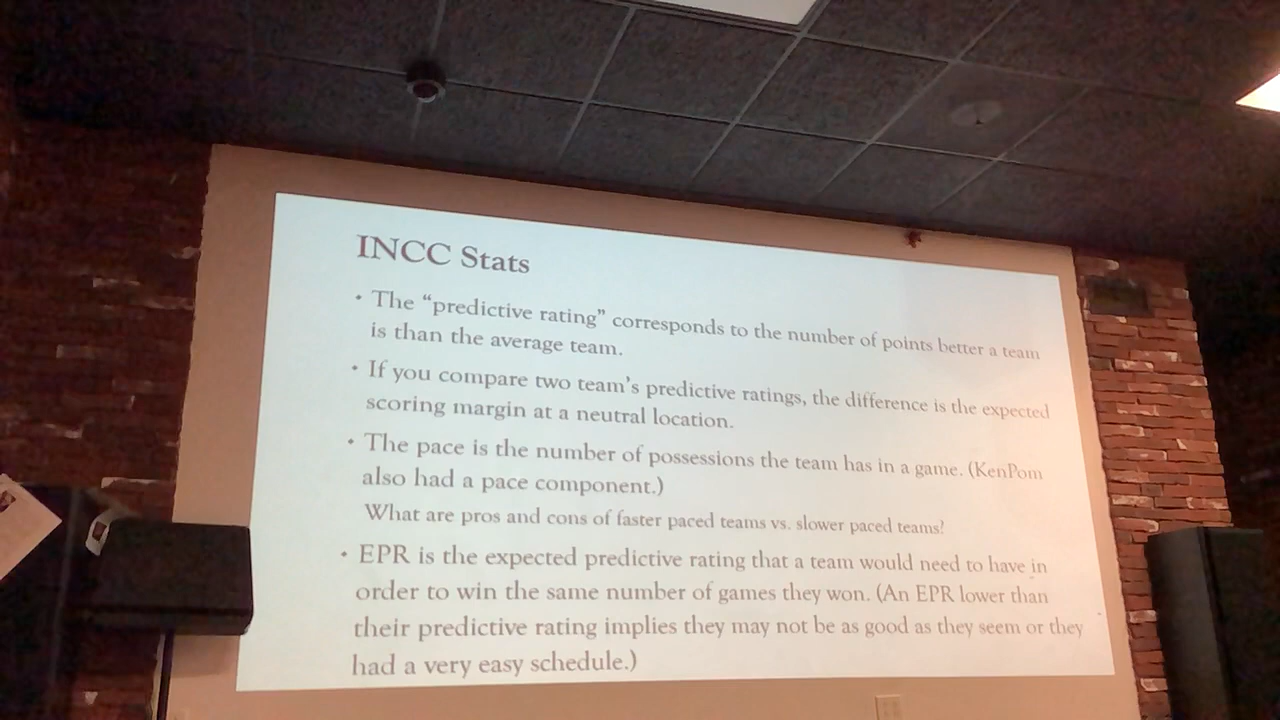 INCC Stats
• The “predictive rating” corresponds to the number of points better a team
is than the average team.
• If you compare two team’s predictive ratings, the difference is the expected
scoring margin at a neutral location.
• The pace is the number of possessions the team has in a game. (KenPom
also had a pace component.)
What are pros and cons of faster paced teams vs. slower paced teams?
• EPR is the expected predictive rating that a team would need to have in
order to win the same number of games they won. (An EPR lower than
their predictive rating implies they may not be as good as they seem or they
had a very easy schedule.)